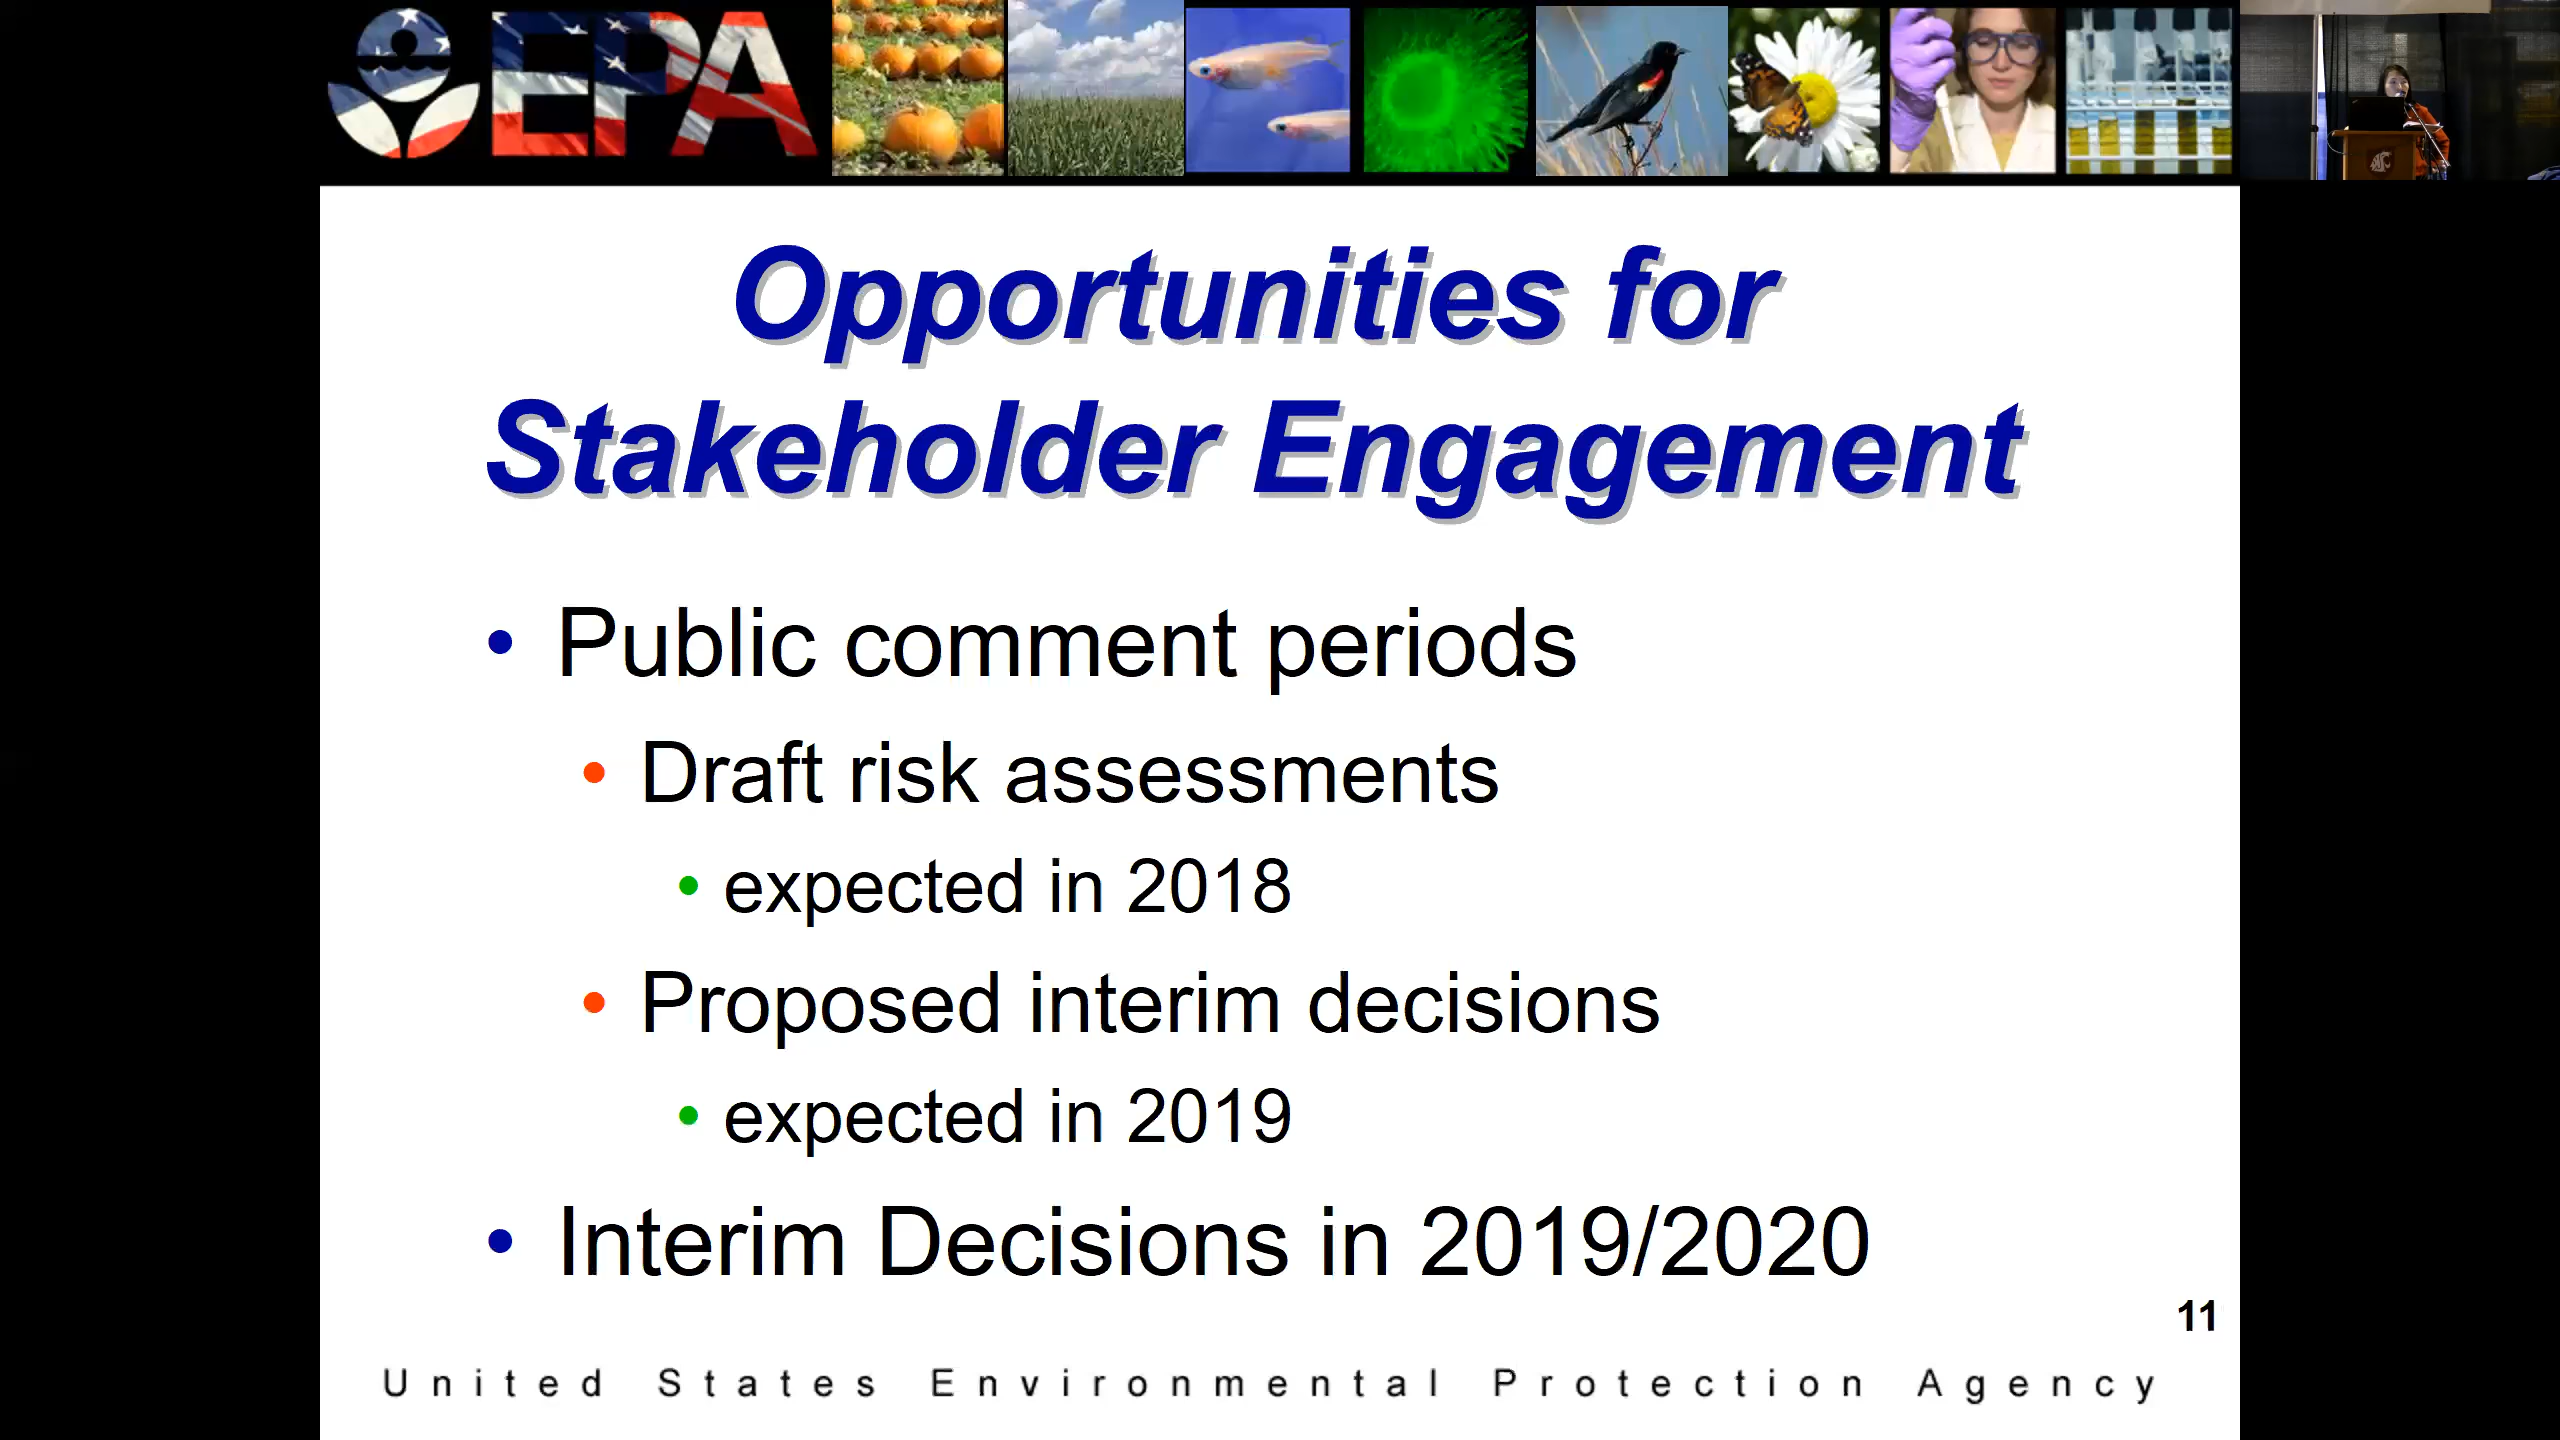 EPA
Opportunities for
Stakeholder Engagement
• Public comment periods
• Draft risk assessments
• expected in 2018
• Proposed interim decisions
• expected in 2019
• Interim Decisions in 2019/2020
11
United States Environmental Protection Agency